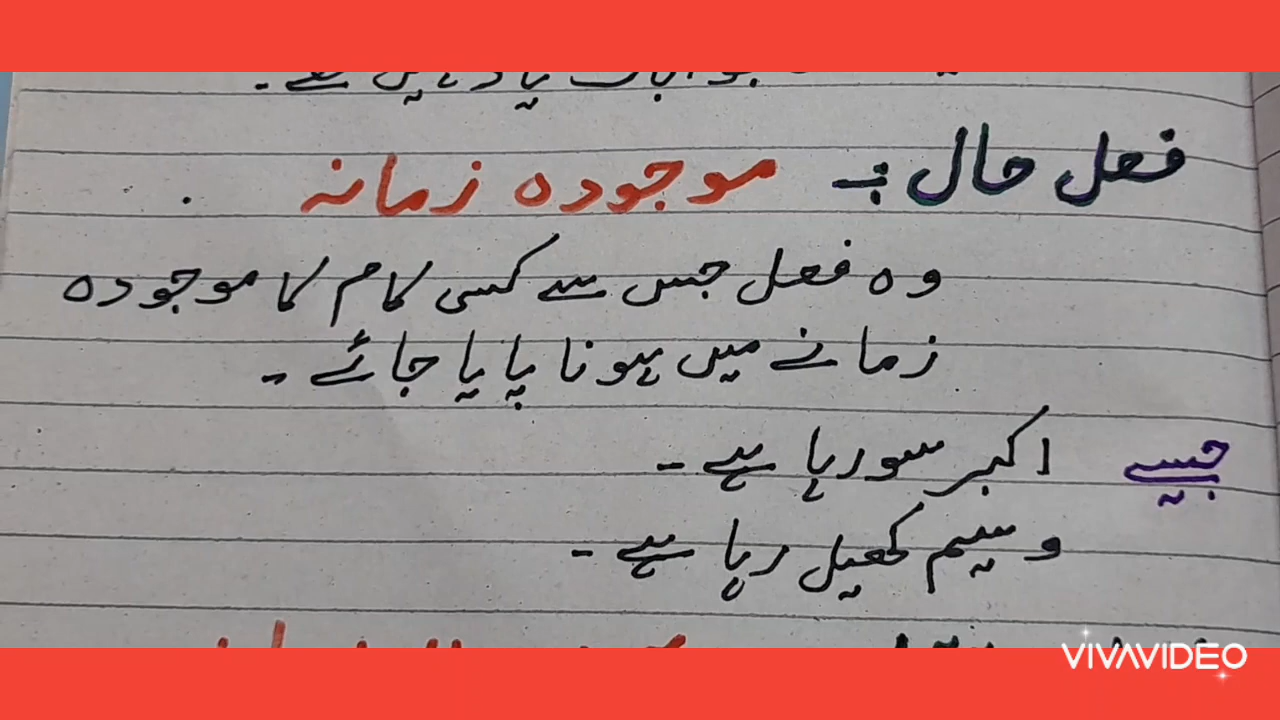 فعل حال :- موجودہ زمانہ
وہ فعل جس سے کسی کام کا موجودہ
زمانے میں ہونا پایا جائے -
جیسے اکبر سو رہا ہے -
وسیم کھیل رہا ہے -
VIVAVIDEO